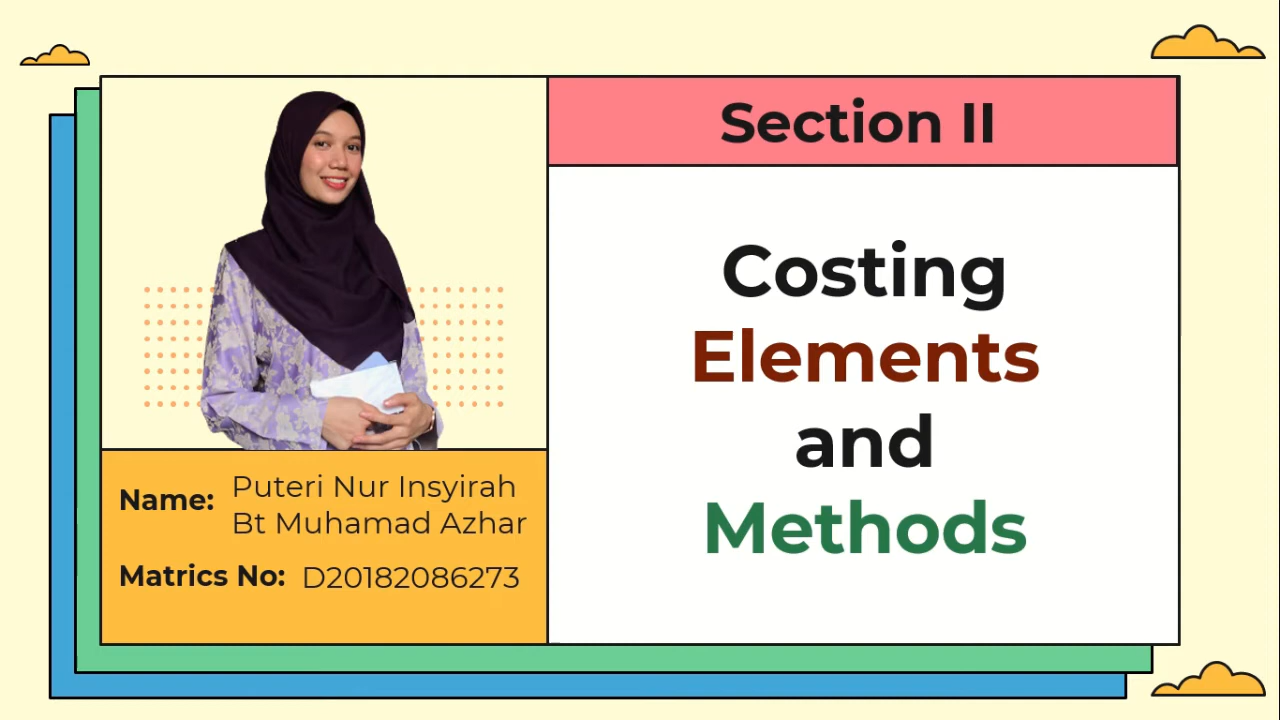 Section II
Costing
Elements
and
Methods
Name: Puteri Nur Insyirah
Bt Muhamad Azhar
Matrics No: D20182086273